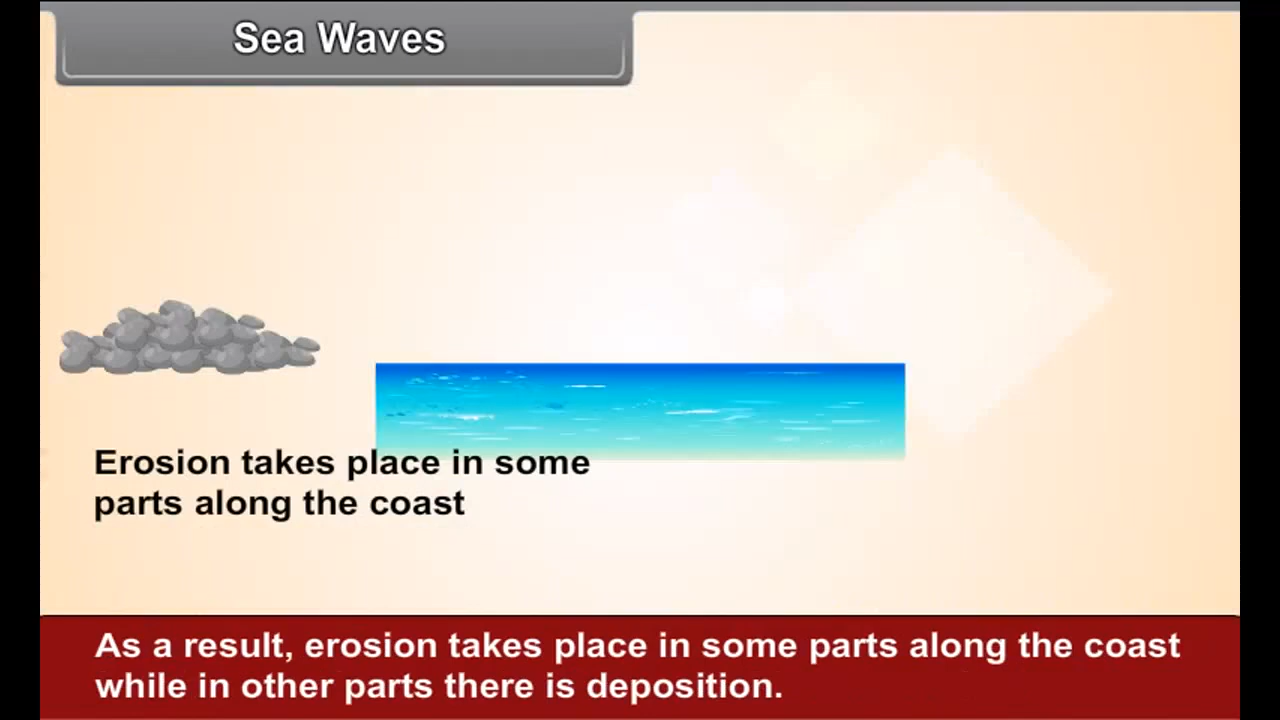 Sea Waves
Erosion takes place in some
parts along the coast
As a result, erosion takes place in some parts along the coast
while in other parts there is deposition.